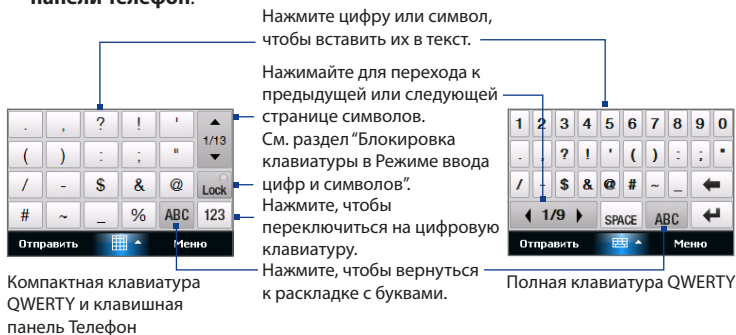 панели Телефон.
Нажмите цифру или символ,
чтобы вставить их в текст.
Нажимайте для перехода к
предыдущей или следующей
странице символов.
См. раздел "Блокировка
клавиатуры в Режиме ввода
цифр и символов".
Нажмите, чтобы
переключиться на цифровую
клавиатуру.
Нажмите, чтобы вернуться
к раскладке с буквами.
. , ? ! '
1/13
( ) : ; "
/ - $ & @ Lock
# ~ _ % ABC 123
Отправить Меню
Компактная клавиатура
QWERTY и клавишная
панель Телефон
1 2 3 4 5 6 7 8 9 0
. , ? ! ' ( ) : ; "
/ - $ & @ # ~ _
1/9 SPACE ABC
Отправить Меню
Полная клавиатура QWERTY